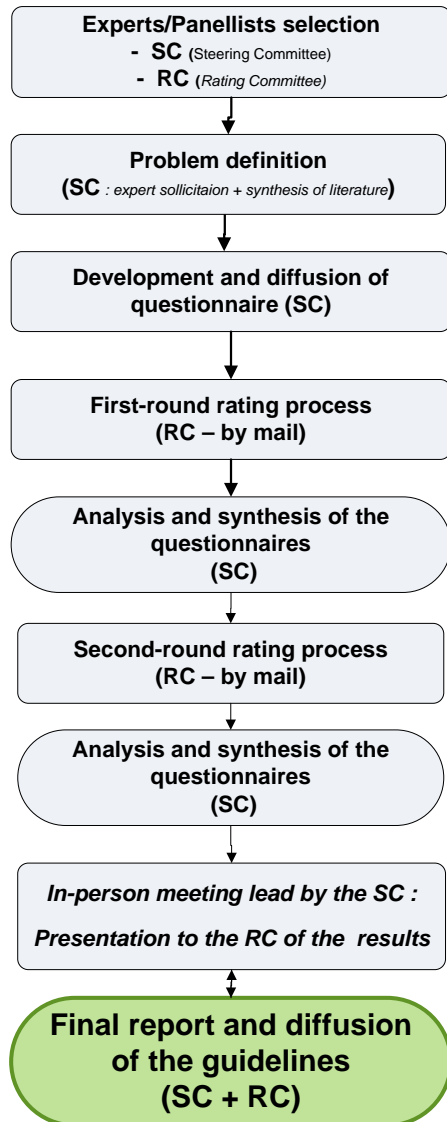 Experts/Panellists selection
- SC (Steering Committee)
- RC (Rating Committee)
Problem definition
(SC : expert sollicitaion + synthesis of literature)
Development and diffusion of
questionnaire (SC)
First-round rating process
(RC – by mail)
Analysis and synthesis of the
questionnaires
(SC)
Second-round rating process
(RC – by mail)
Analysis and synthesis of the
questionnaires
(SC)
In-person meeting lead by the SC :
Presentation to the RC of the results
Final report and diffusion
of the guidelines
(SC + RC)